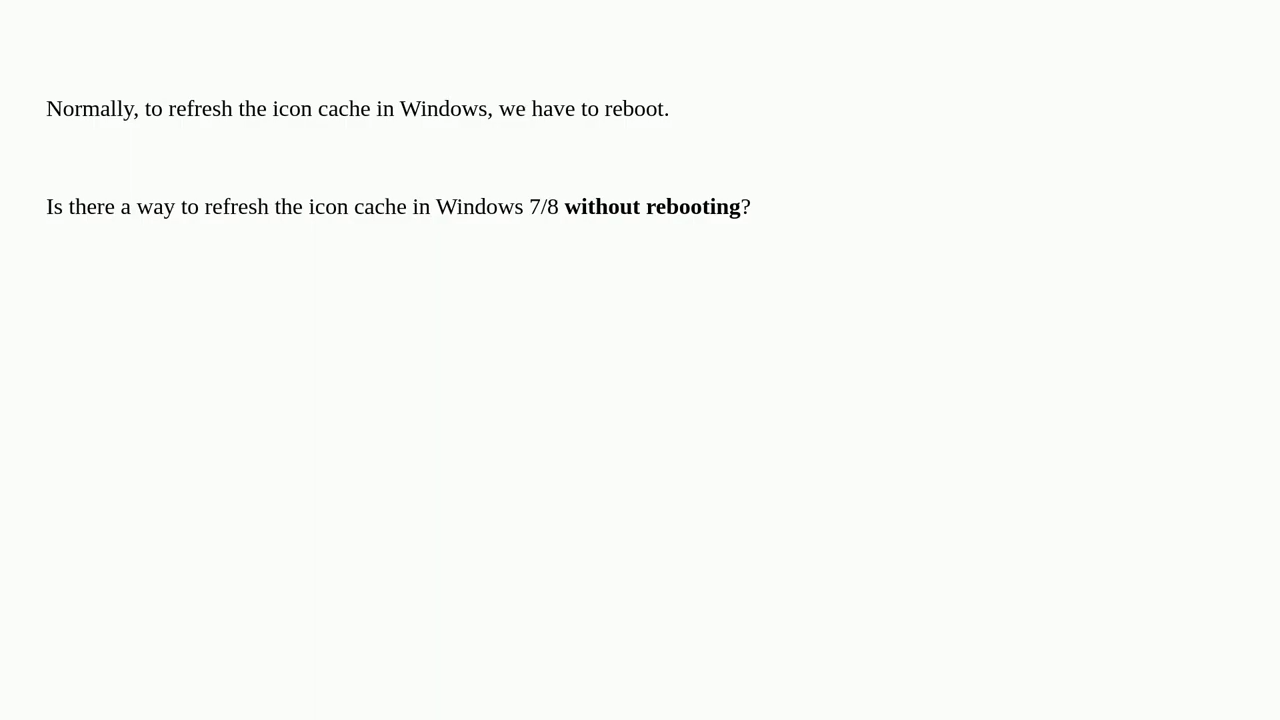 Normally, to refresh the icon cache in Windows, we have to reboot.
Is there a way to refresh the icon cache in Windows 7/8 without rebooting?